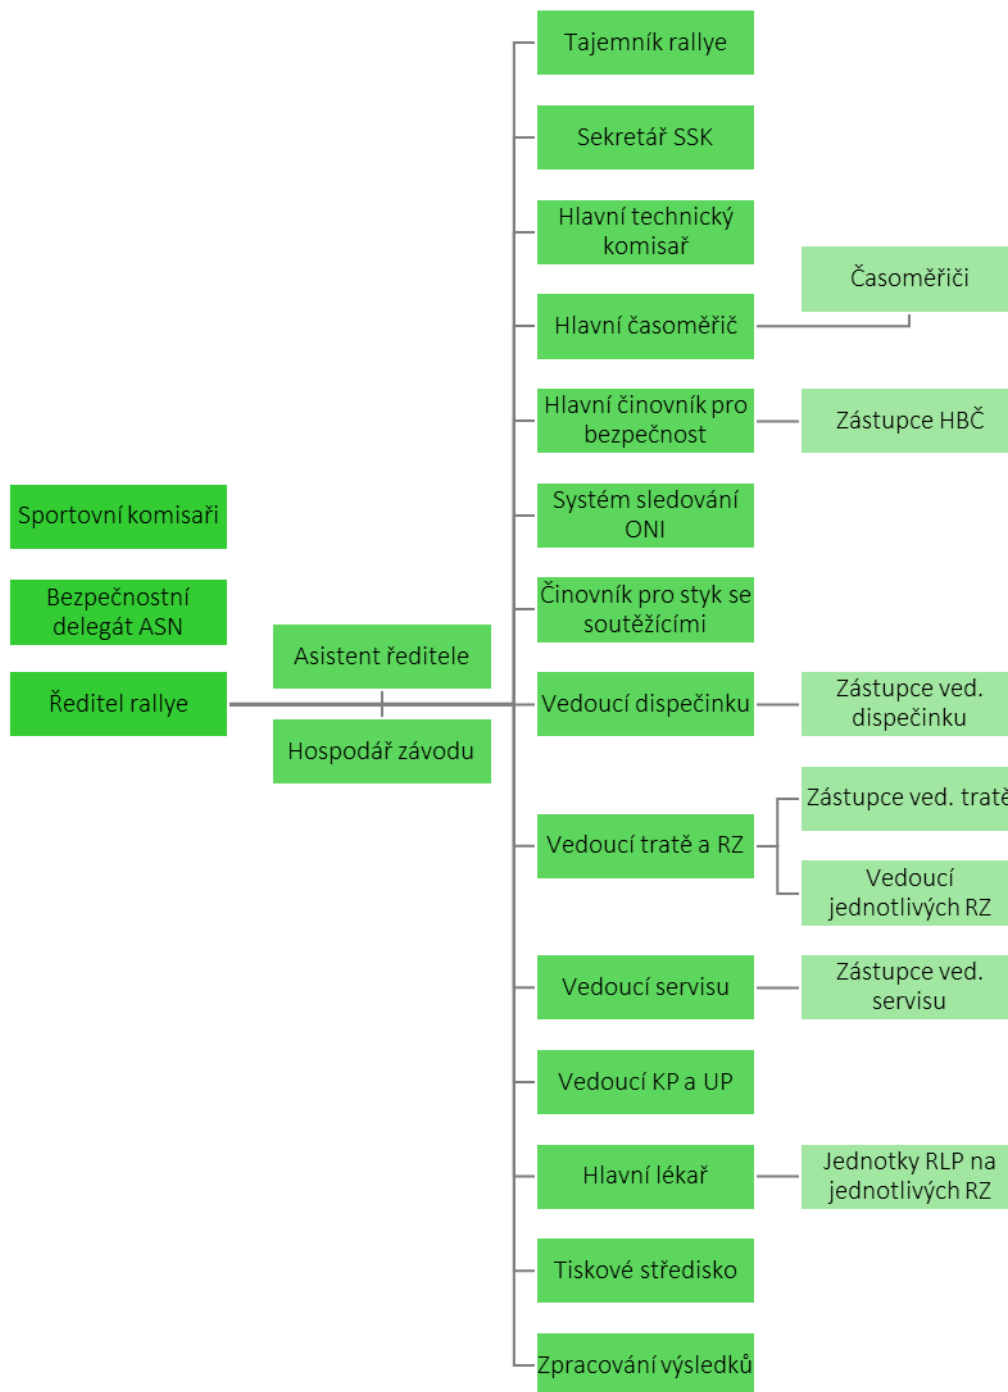 Sportovní komisaři
Bezpečnostní
delegát ASN
Ředitel rallye
Asistent ředitele
Hospodář závodu
Tajemník rallye
Sekretář SSK
Hlavní technický
komisař
Hlavní časoměřič
Časoměřiči
Hlavní činovník pro
bezpečnost
Zástupce HBČ
Systém sledování
ONI
Činovník pro styk se
soutěžícími
Vedoucí dispečinku
Zástupce ved.
dispečinku
Vedoucí tratě a RZ
Zástupce ved. tratě
Vedoucí
jednotlivých RZ
Vedoucí servisu
Zástupce ved.
servisu
Vedoucí KP a UP
Hlavní lékař
Jednotky RLP na
jednotlivých RZ
Tiskové středisko
Zpracování výsledků